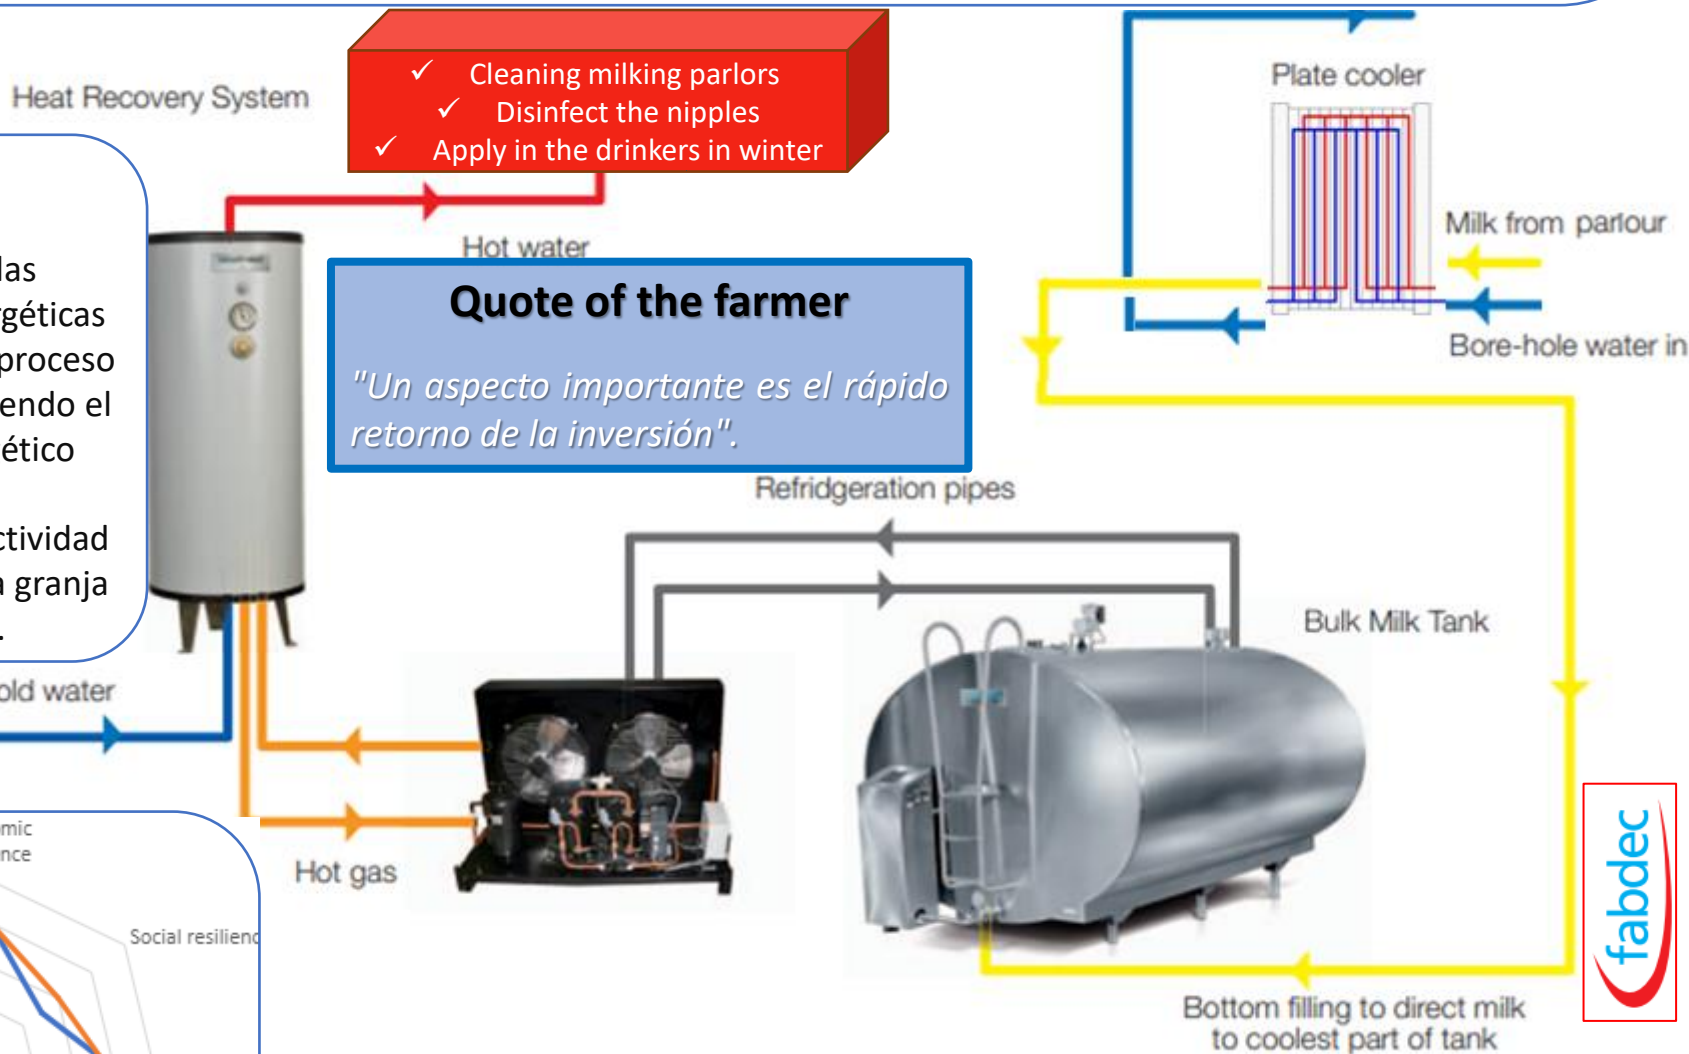 Heat Recovery System
✓ Cleaning milking parlors
✓ Disinfect the nipples
✓ Apply in the drinkers in winter
Plate cooler
Milk from parlour
Bore-hole water in
Hot water
Quote of the farmer
"Un aspecto importante es el rápido
retorno de la inversión".
las
rgéticas
proceso
endo el
ético
ctividad
a granja
.
old water
Refridgeration pipes
Bulk Milk Tank
Hot gas
mic
nce
Social resilienc
fabdec
Bottom filling to direct milk
to coolest part of tank